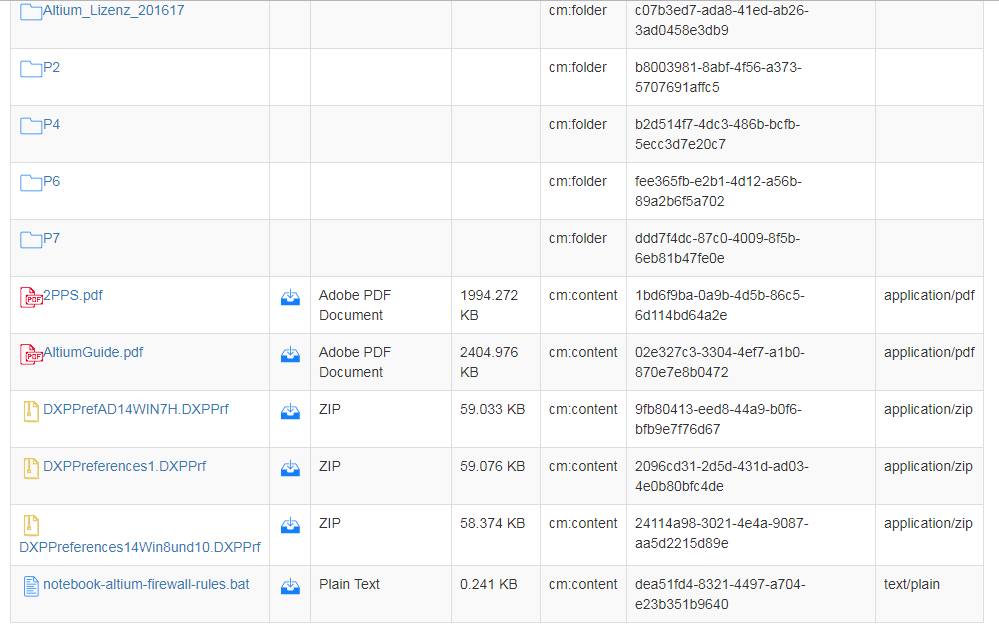 Altium_Lizenz_201617 cm:folder c07b3ed7-ada8-41ed-ab26-
3ad0458e3db9
P2 cm:folder b8003981-8abf-4f56-a373-
5707691affc5
P4 cm:folder b2d514f7-4dc3-486b-bcfb-
5ecc3d7e20c7
P6 cm:folder fee365fb-e2b1-4d12-a56b-
89a2b6f5a702
P7 cm:folder ddd7f4dc-87c0-4009-8f5b-
6eb81b47fe0e
PDF 2PPS.pdf Adobe PDF 1994.272 cm:content 1bd6f9ba-0a9b-4d5b-86c5- application/pdf
Document KB 6d114bd64a2e
PDF AltiumGuide.pdf Adobe PDF 2404.976 cm:content 02e327c3-3304-4ef7-a1b0- application/pdf
Document KB 870e7e8b0472
DXPPrefAD14WIN7H.DXPPrf ZIP 59.033 KB cm:content 9fb80413-eed8-44a9-b0f6- application/zip
bfb9e7f76d67
DXPPreferences1.DXPPrf ZIP 59.076 KB cm:content 2096cd31-2d5d-431d-ad03- application/zip
4e0b80bfc4de
ZIP 58.374 KB cm:content 24114a98-3021-4e4a-9087- application/zip
DXPPreferences14Win8und10.DXPPrf aa5d2215d89e
notebook-altium-firewall-rules.bat Plain Text 0.241 KB cm:content dea51fd4-8321-4497-a704- text/plain
e23b351b9640